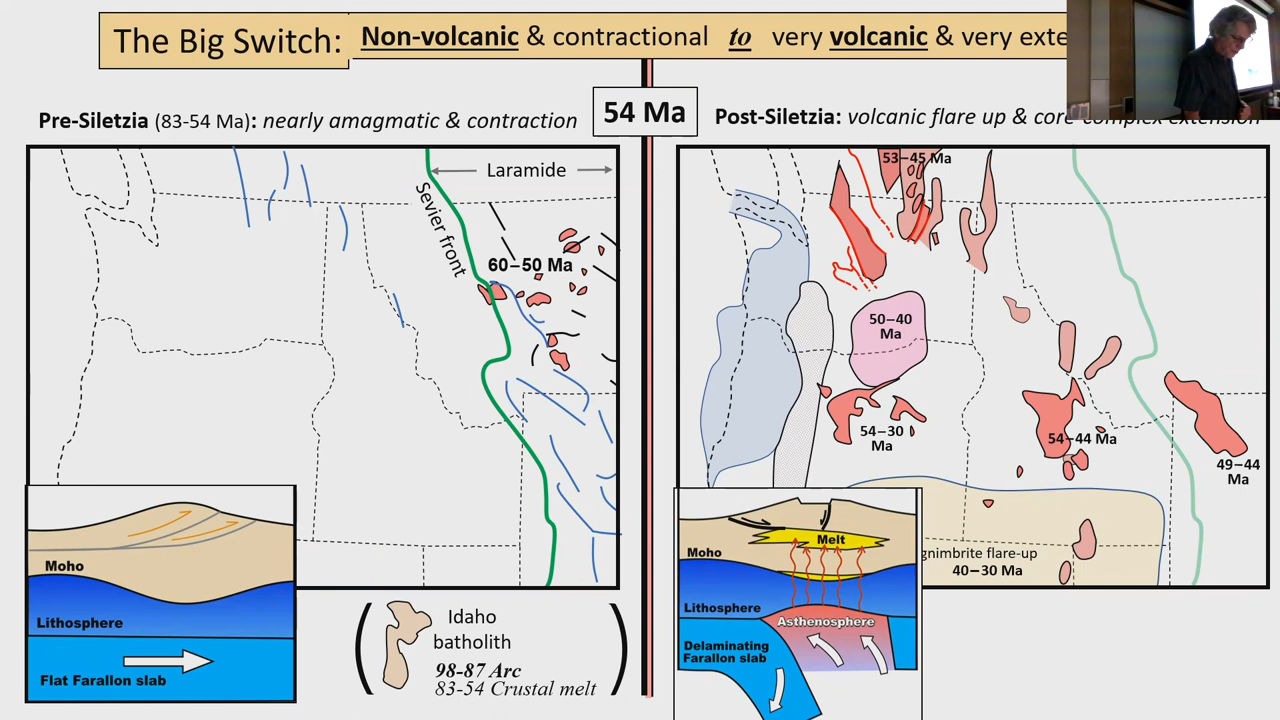 The Big Switch: Non-volcanic & contractional to very volcanic & very
54 Ma
Pre-Siletzia (83-54 Ma): nearly amagmatic & contraction
Post-Siletzia: volcanic flare up & core complex extension
Laramide
Sevier front
60–50 Ma
Moho
Lithosphere
Flat Farallon slab
Idaho
batholith
98-87 Arc
83-54 Crustal melt
53–45 Ma
50–40
Ma
54–30
Ma
54–44 Ma
49–44
Ma
gnimbrite flare-up
40–30 Ma
Melt
Moho
Lithosphere
Asthenosphere
Delaminating
Farallon slab